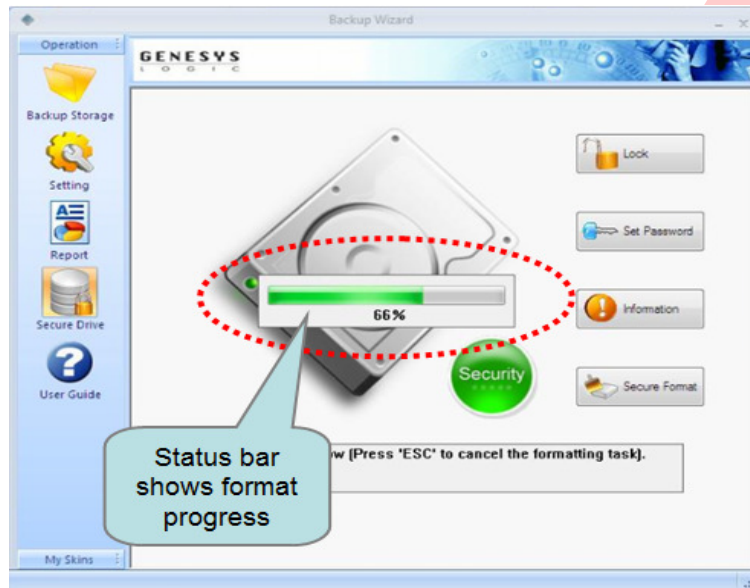 Backup Wizard
Operation
Backup Storage
Setting
Report
Secure Drive
User Guide
My Skins
GENESYS
LOGIC
Lock
Set Password
Information
Secure Format
66%
Security
(Press 'ESC' to cancel the formatting task).
Status bar
shows format
progress